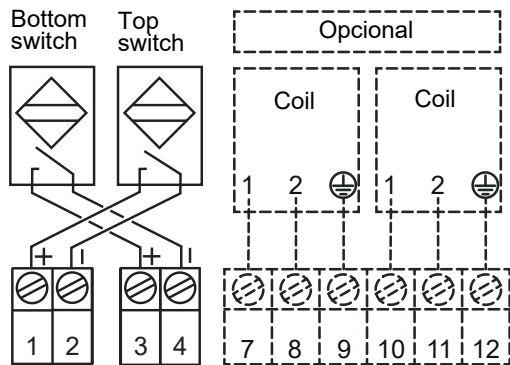 Bottom switch
Top switch
Opcional
Coil
Coil
1 2 1 2
+ − + −
1 2 3 4 7 8 9 10 11 12